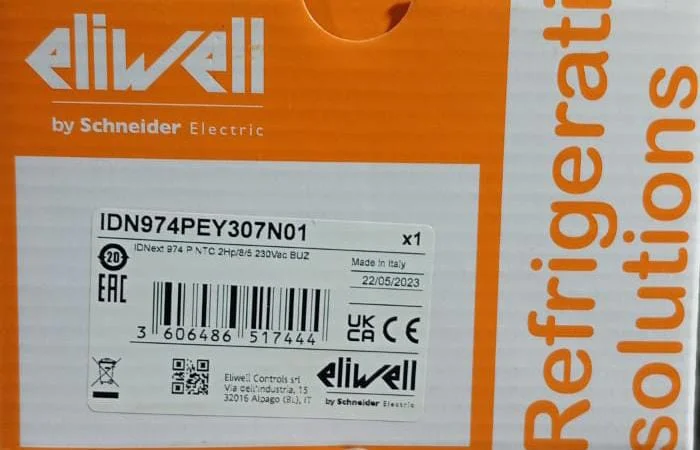 eliwell
by Schneider Electric
IDN974PEY307N01
x1
IDNext 974 P NTC 2Hp/8/5 230Vac BUZ
20
Made in Italy
22/05/2023
EAC
3 606486 517444
UK
CA
CE
eliwell
by Schneider Electric
Eliwell Controls srl
Via dell'Industria, 15
32016 Alpago (BL), IT
Refrigerati
solutions